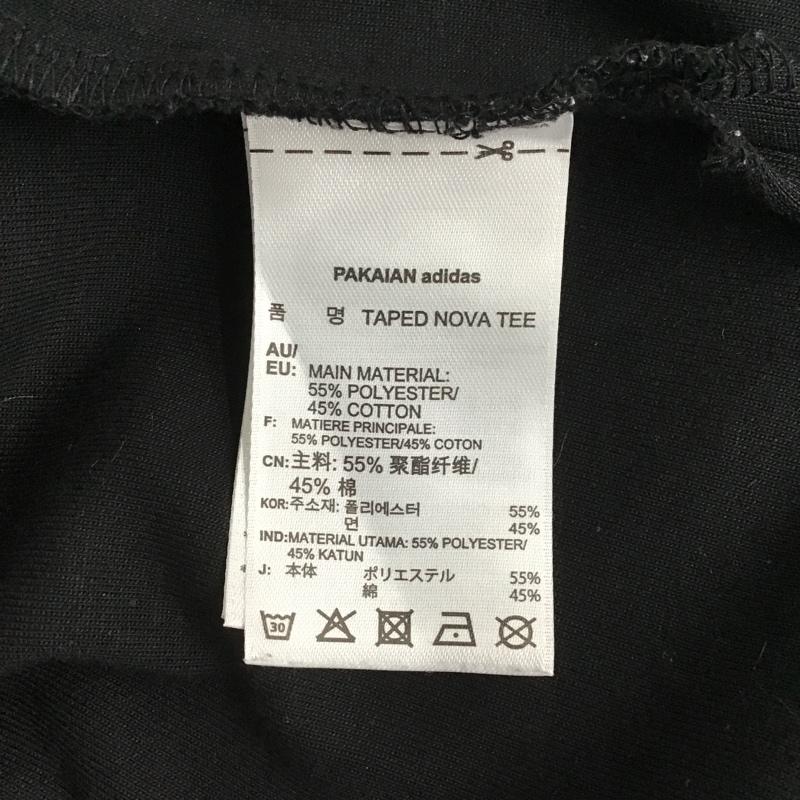 PAKAIAN adidas
품 명 TAPED NOVA TEE
AU/
EU: MAIN MATERIAL:
55% POLYESTER/
45% COTTON
F: MATIERE PRINCIPALE:
55% POLYESTER/45% COTON
CN:主料: 55% 聚酯纤维/
45% 棉
KOR:주소재: 폴리에스터 55%
면 45%
IND:MATERIAL UTAMA: 55% POLYESTER/
45% KATUN
J: 本体 ポリエステル 55%
綿 45%
30